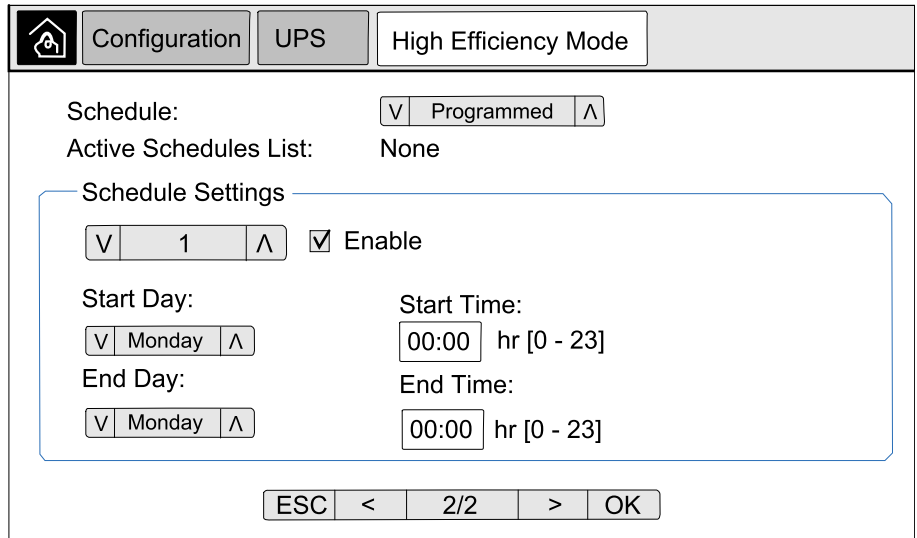 Configuration UPS High Efficiency Mode
Schedule: V Programmed Λ
Active Schedules List: None
Schedule Settings
V 1 Λ Enable
Start Day: Start Time:
V Monday Λ 00:00 hr [0 - 23]
End Day: End Time:
V Monday Λ 00:00 hr [0 - 23]
ESC < 2/2 > OK